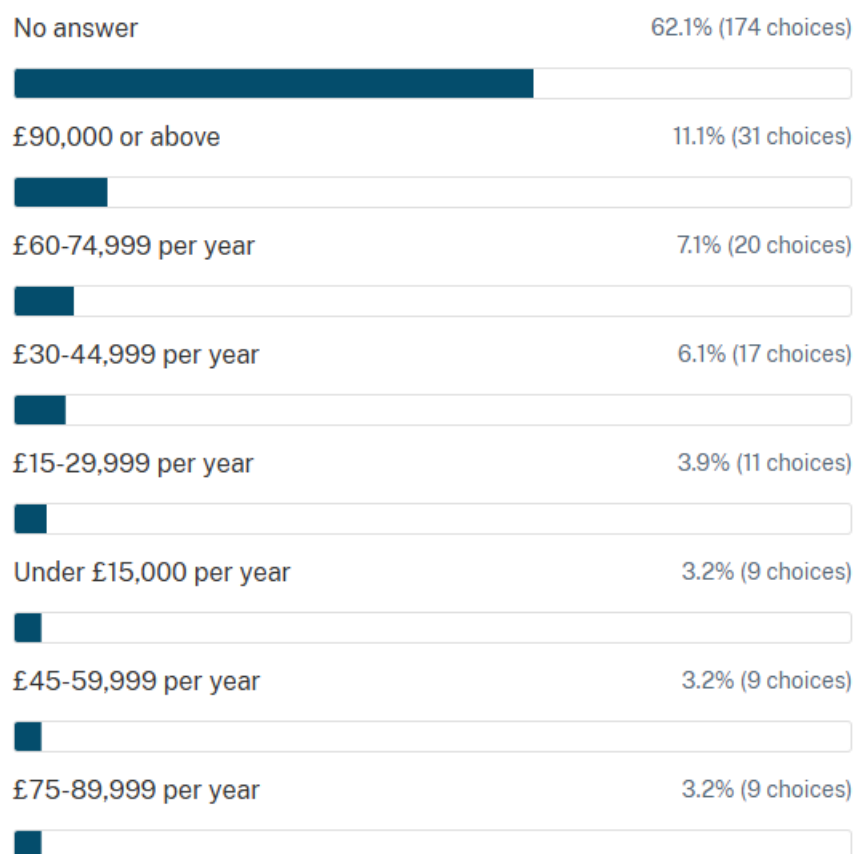 No answer 62.1% (174 choices)
£90,000 or above 11.1% (31 choices)
£60-74,999 per year 7.1% (20 choices)
£30-44,999 per year 6.1% (17 choices)
£15-29,999 per year 3.9% (11 choices)
Under £15,000 per year 3.2% (9 choices)
£45-59,999 per year 3.2% (9 choices)
£75-89,999 per year 3.2% (9 choices)